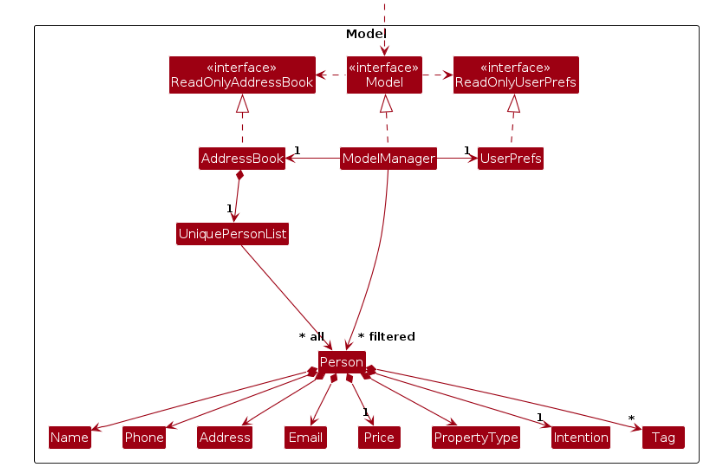 Model
«interface»
ReadOnlyAddressBook
«interface»
Model
«interface»
ReadOnlyUserPrefs
AddressBook
1
ModelManager
1
UserPrefs
1
UniquePersonList
* all
* filtered
Person
1
1
*
Name
Phone
Address
Email
Price
PropertyType
Intention
Tag